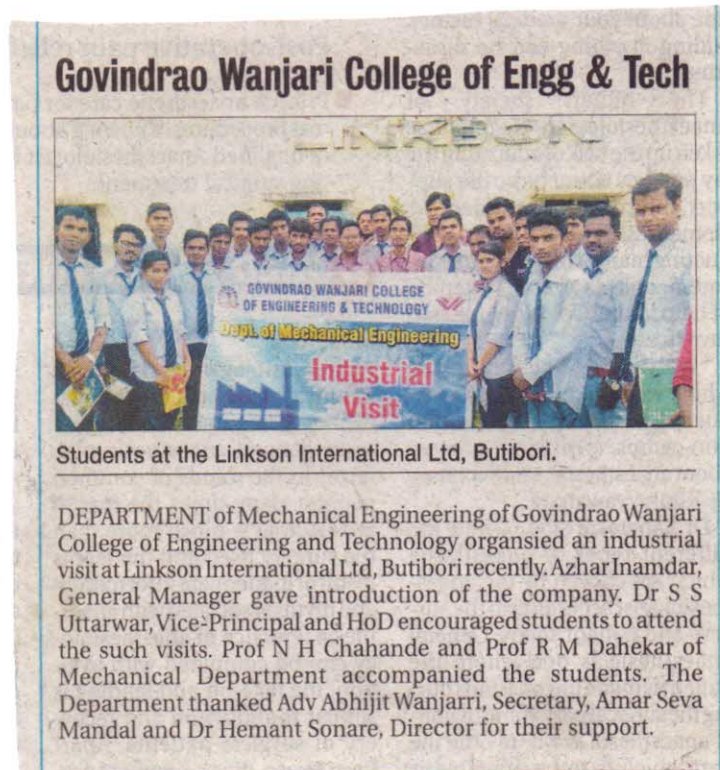 Govindrao Wanjari College of Engg & Tech
LINKSON
GOVINDRAO WANJARI COLLEGE
OF ENGINEERING & TECHNOLOGY
Dept. of Mechanical Engineering
Industrial
Visit
Students at the Linkson International Ltd, Butibori.
DEPARTMENT of Mechanical Engineering of Govindrao Wanjari
College of Engineering and Technology organsied an industrial
visit at Linkson International Ltd, Butibori recently. Azhar Inamdar,
General Manager gave introduction of the company. Dr S S
Uttarwar, Vice-Principal and HoD encouraged students to attend
the such visits. Prof N H Chahande and Prof R M Dahekar of
Mechanical Department accompanied the students. The
Department thanked Adv Abhijit Wanjarri, Secretary, Amar Seva
Mandal and Dr Hemant Sonare, Director for their support.